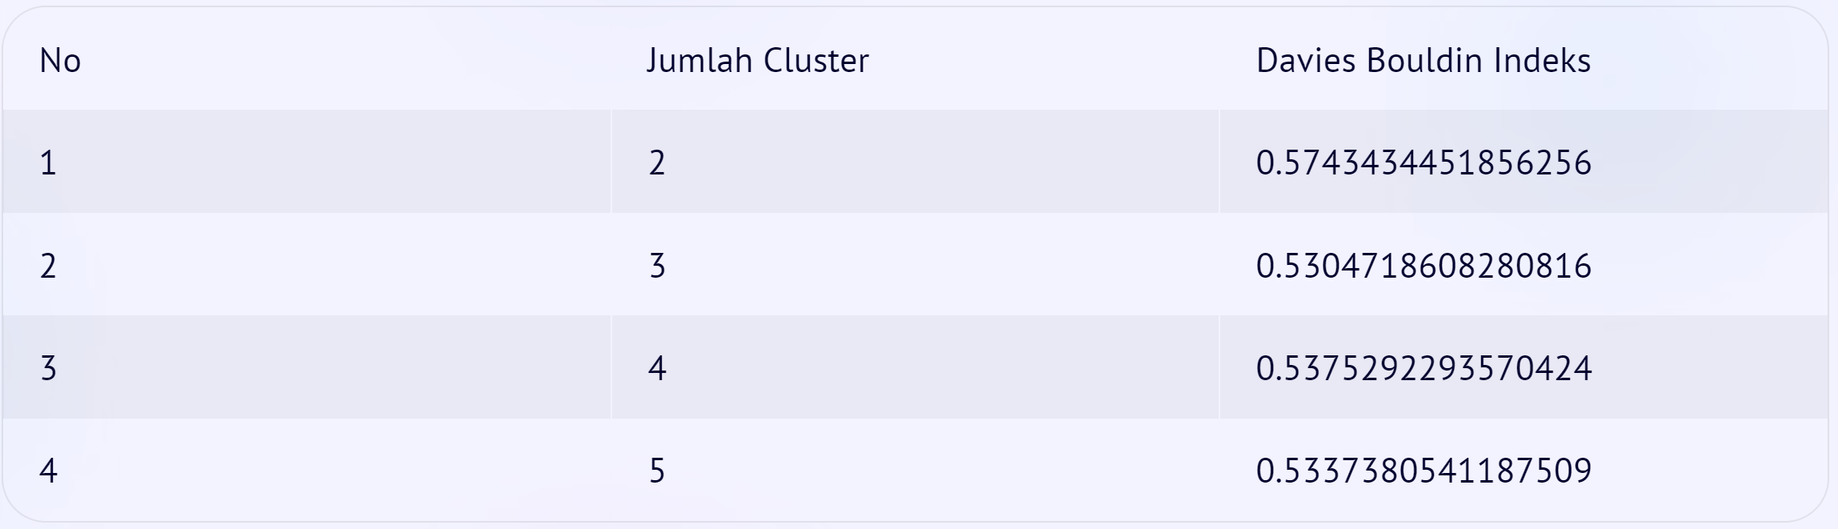 No Jumlah Cluster Davies Bouldin Indeks
1 2 0.5743434451856256
2 3 0.5304718608280816
3 4 0.5375292293570424
4 5 0.5337380541187509